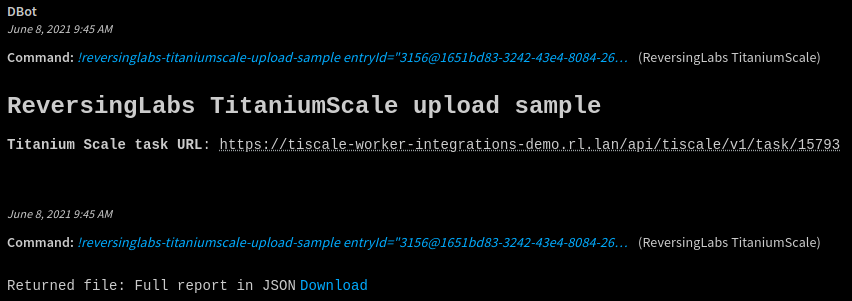 DBot
June 8, 2021 9:45 AM
Command: !reversinglabs-titaniumscale-upload-sample entryId="3156@1651bd83-3242-43e4-8084-26… (ReversingLabs TitaniumScale)
ReversingLabs TitaniumScale upload sample
Titanium Scale task URL: https://tiscale-worker-integrations-demo.rl.lan/api/tiscale/v1/task/15793
June 8, 2021 9:45 AM
Command: !reversinglabs-titaniumscale-upload-sample entryId="3156@1651bd83-3242-43e4-8084-26… (ReversingLabs TitaniumScale)
Returned file: Full report in JSON Download